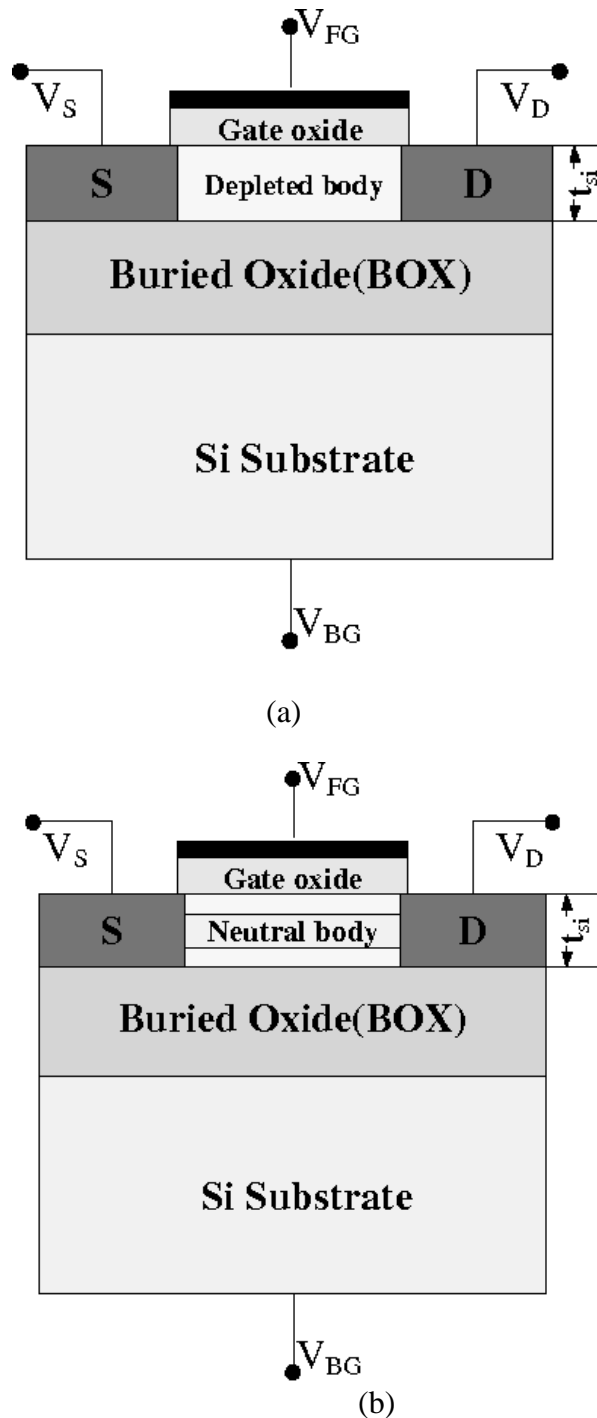 V_FG
V_S
V_D
Gate oxide
S
Depleted body
D
t_si
Buried Oxide(BOX)
Si Substrate
V_BG
(a)
V_FG
V_S
V_D
Gate oxide
S
Neutral body
D
t_si
Buried Oxide(BOX)
Si Substrate
V_BG
(b)